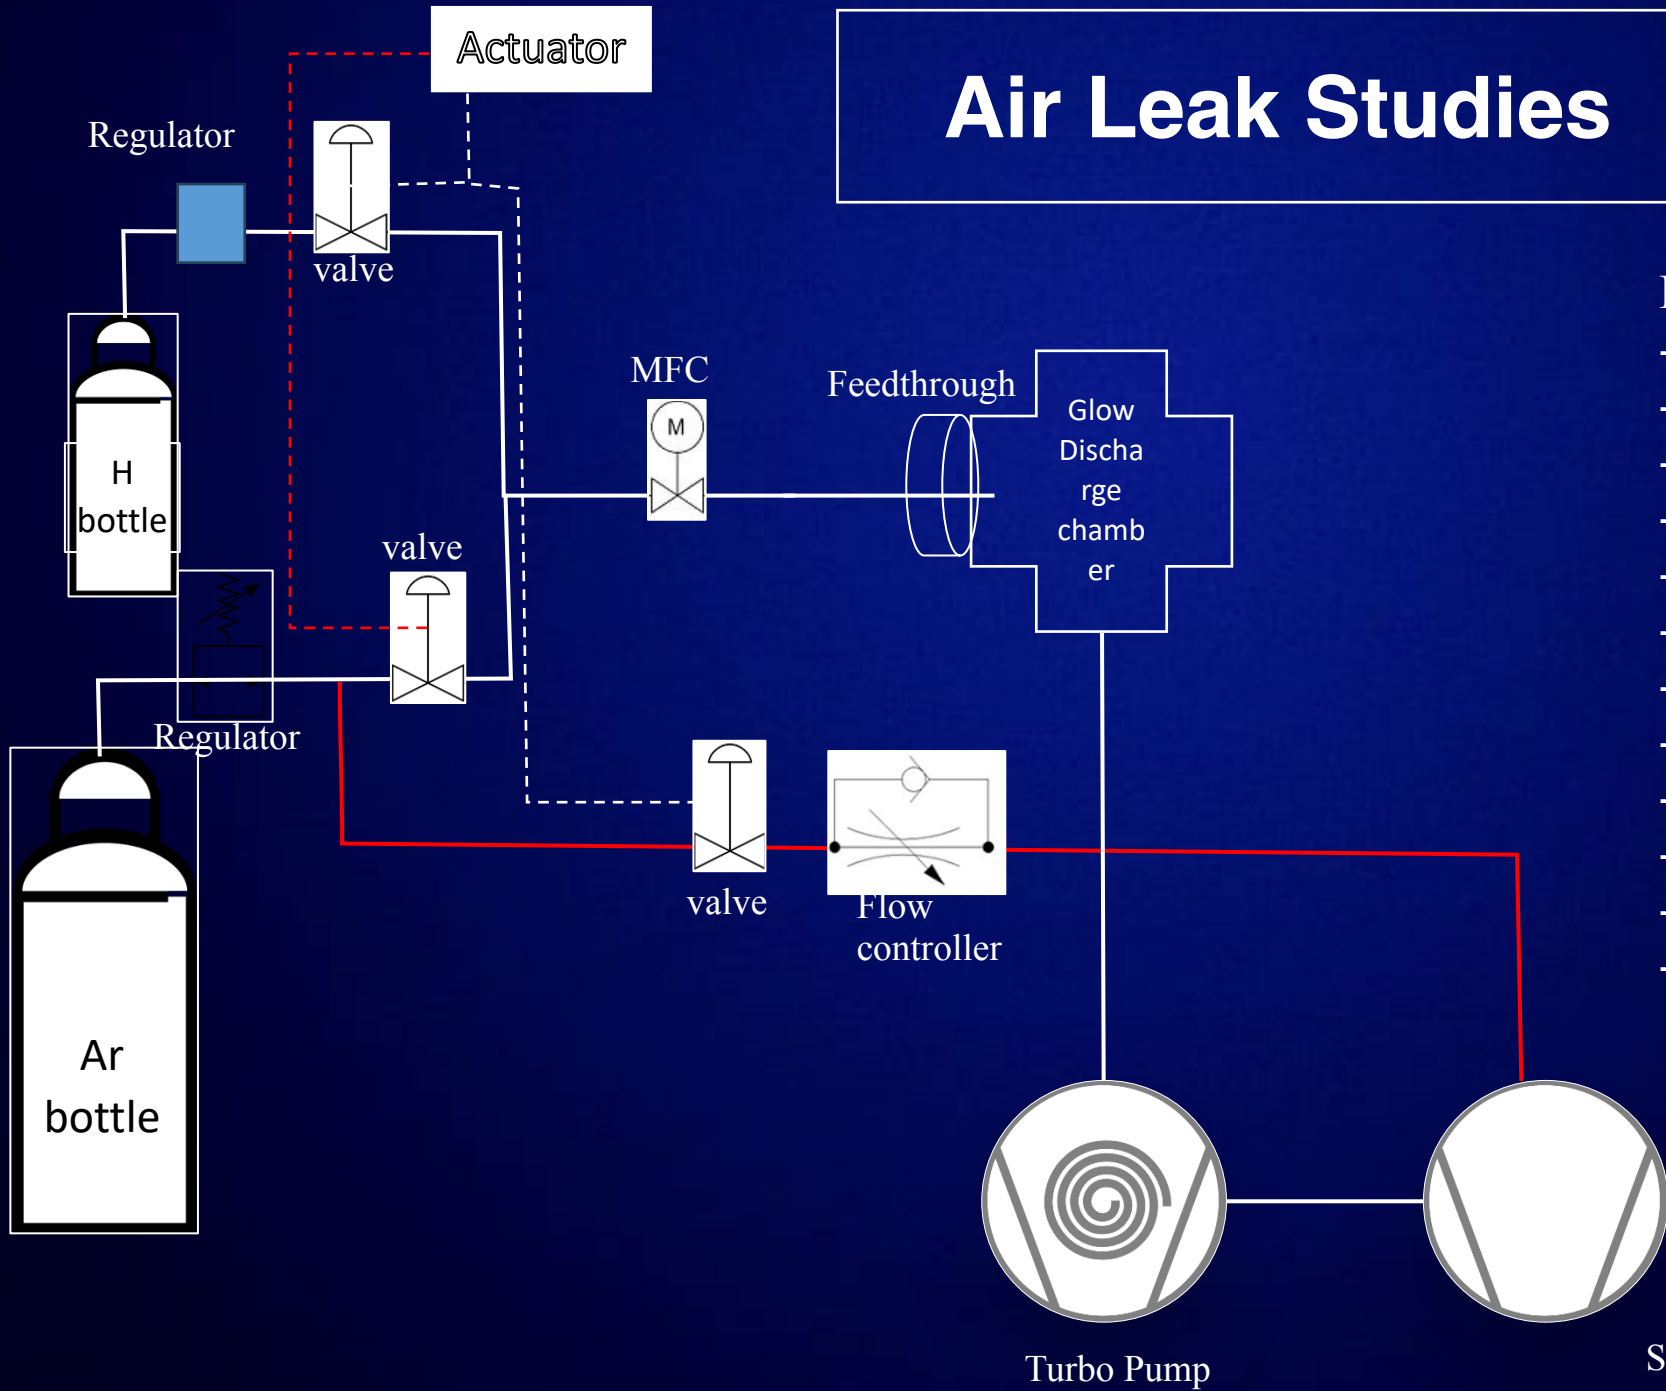 Actuator
Air Leak Studies
Regulator
valve
MFC
Feedthrough
Glow
Discha
rge
chamb
er
M
H
bottle
valve
Regulator
valve
Flow
controller
Ar
bottle
Turbo Pump
S